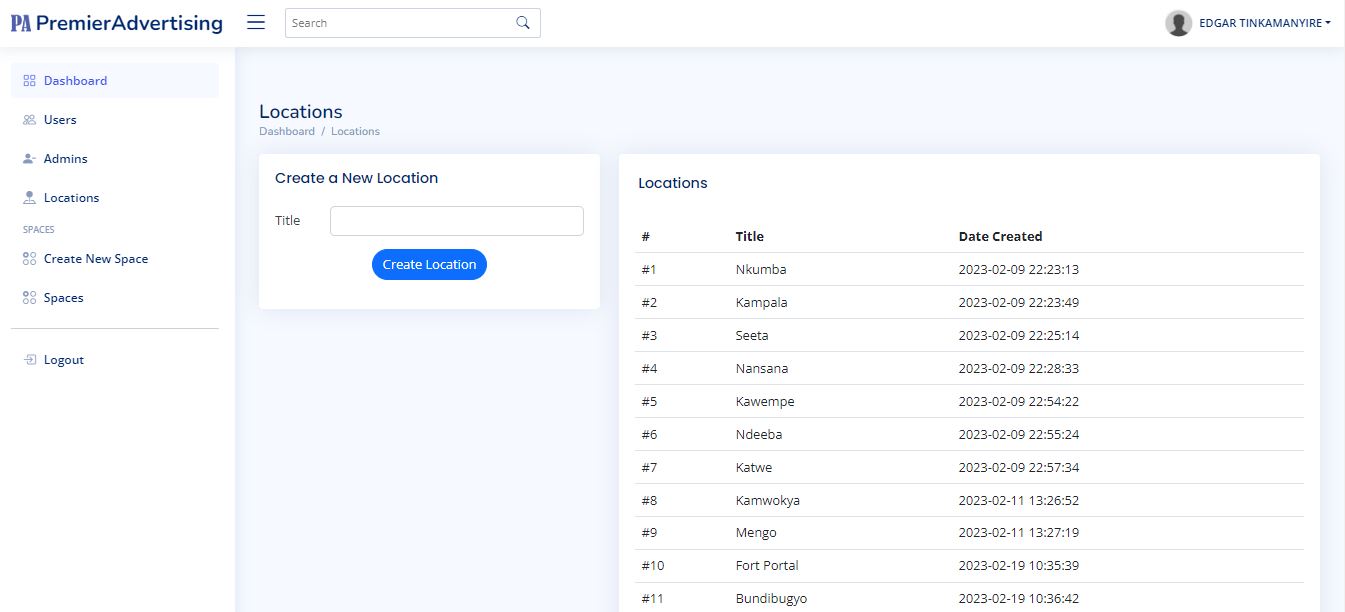 PA PremierAdvertising
Search
EDGAR TINKAMANYIRE
Dashboard
Users
Admins
Locations
SPACES
Create New Space
Spaces
Logout
Locations
Dashboard / Locations
Create a New Location
Title
Create Location
Locations
# Title Date Created
#1 Nkumba 2023-02-09 22:23:13
#2 Kampala 2023-02-09 22:23:49
#3 Seeta 2023-02-09 22:25:14
#4 Nansana 2023-02-09 22:28:33
#5 Kawempe 2023-02-09 22:54:22
#6 Ndeeba 2023-02-09 22:55:24
#7 Katwe 2023-02-09 22:57:34
#8 Kamwokya 2023-02-11 13:26:52
#9 Mengo 2023-02-11 13:27:19
#10 Fort Portal 2023-02-19 10:35:39
#11 Bundibugyo 2023-02-19 10:36:42